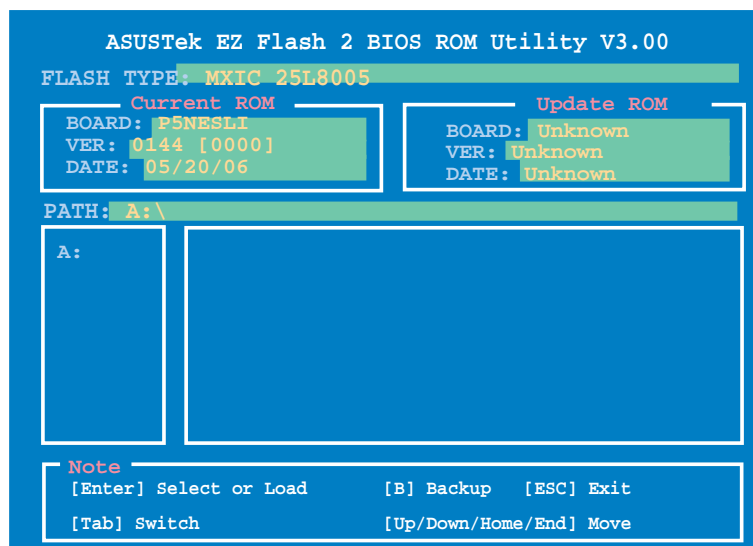 ASUSTek EZ Flash 2 BIOS ROM Utility V3.00
FLASH TYPE: MXIC 25L8005
Current ROM
BOARD: P5NESLI
VER: 0144 [0000]
DATE: 05/20/06
Update ROM
BOARD: Unknown
VER: Unknown
DATE: Unknown
PATH: A:\
A:
Note
[Enter] Select or Load [B] Backup [ESC] Exit
[Tab] Switch [Up/Down/Home/End] Move